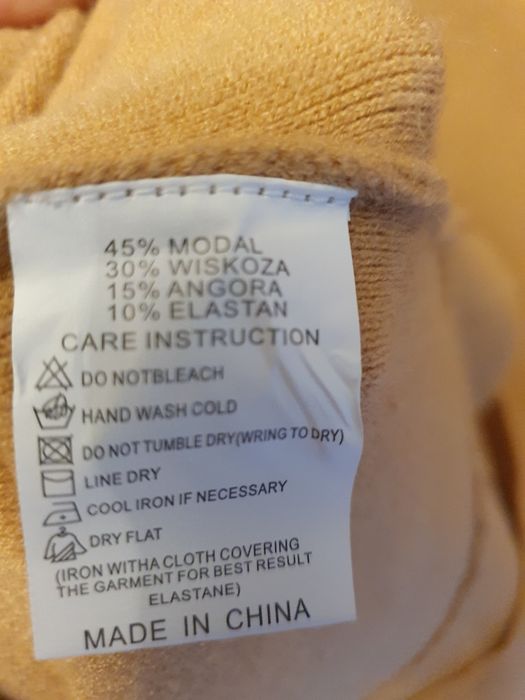 45% MODAL
30% WISKOZA
15% ANGORA
10% ELASTAN
CARE INSTRUCTION
DO NOTBLEACH
HAND WASH COLD
DO NOT TUMBLE DRY(WRING TO DRY)
LINE DRY
COOL IRON IF NECESSARY
DRY FLAT
(IRON WITHA CLOTH COVERING
THE GARMENT FOR BEST RESULT
ELASTANE)
MADE IN CHINA